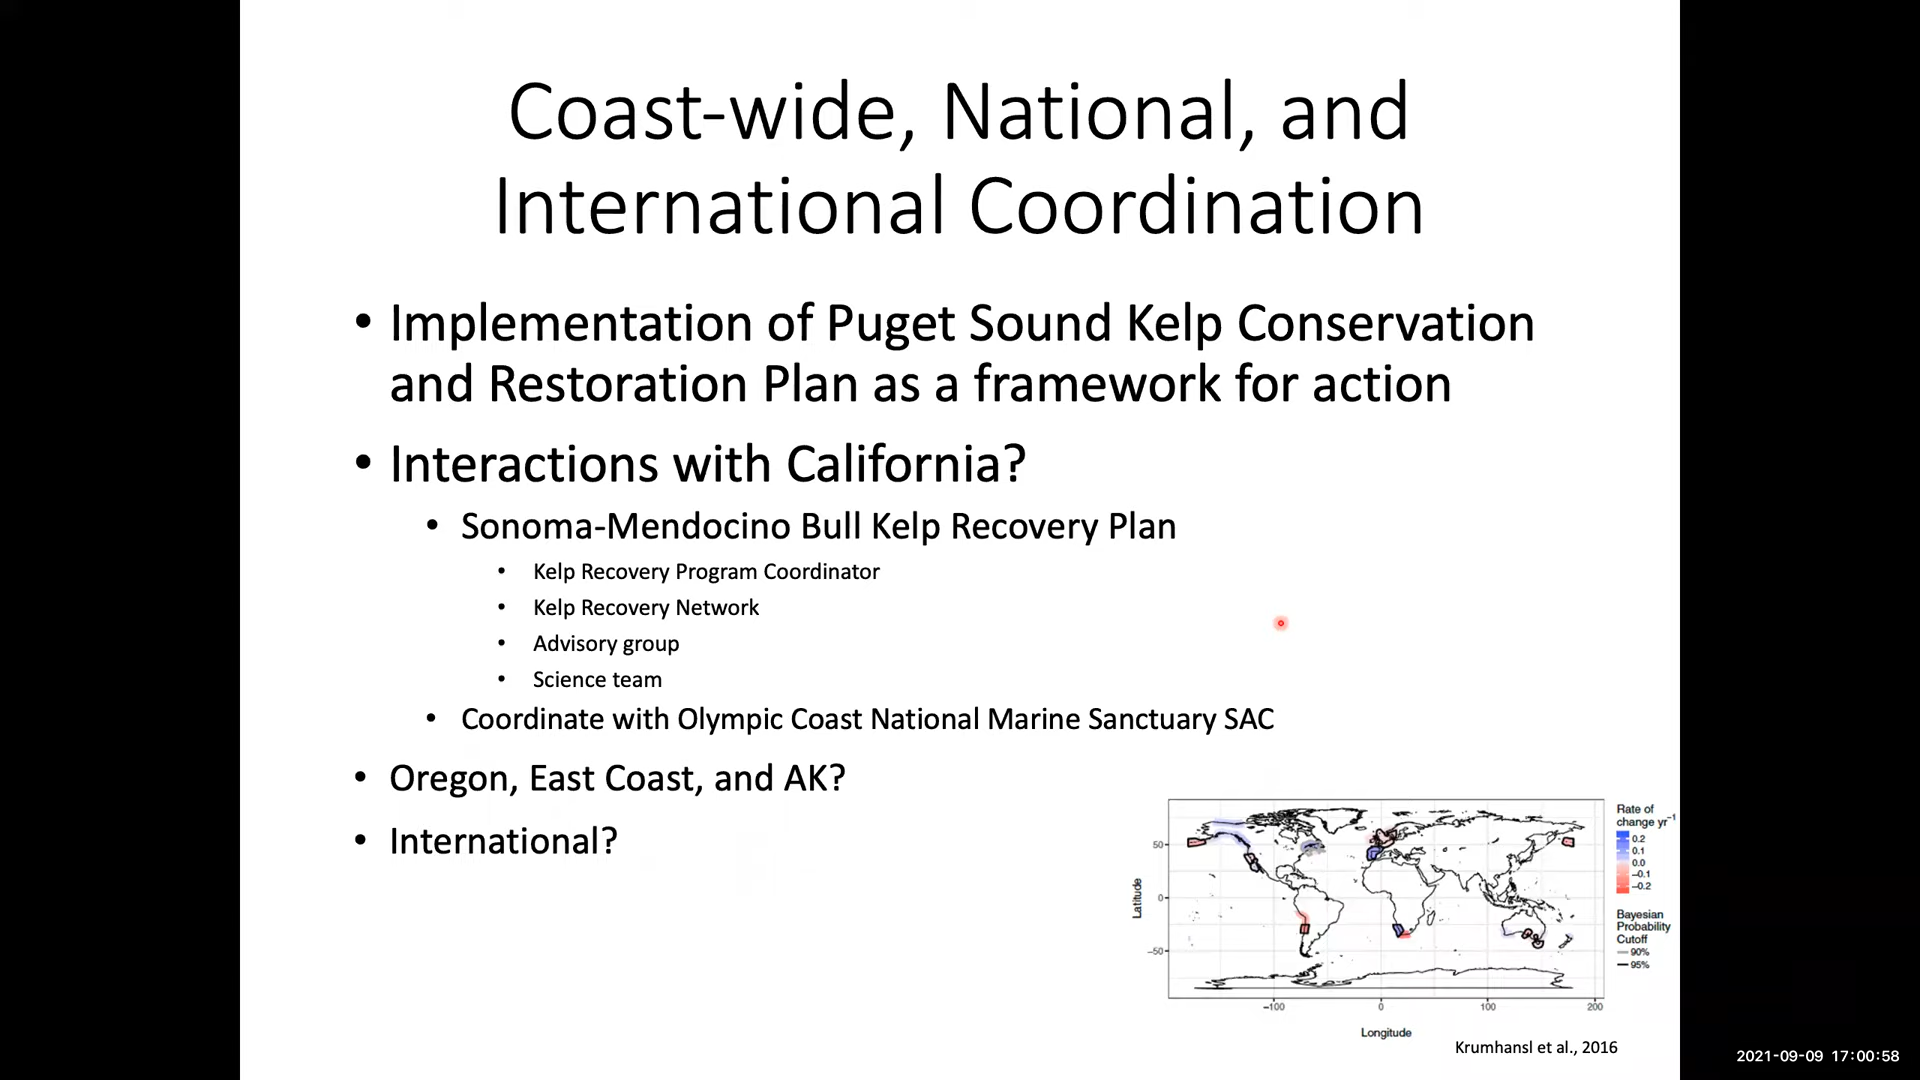 Coast-wide, National, and
International Coordination
• Implementation of Puget Sound Kelp Conservation
and Restoration Plan as a framework for action
• Interactions with California?
• Sonoma-Mendocino Bull Kelp Recovery Plan
• Kelp Recovery Program Coordinator
• Kelp Recovery Network
• Advisory group
• Science team
• Coordinate with Olympic Coast National Marine Sanctuary SAC
• Oregon, East Coast, and AK?
• International?
Rate of
change yr⁻¹
0.2
0.1
0.0
−0.1
−0.2
Bayesian
Probability
Cutoff
90%
95%
Latitude
50
0
−50
−100
0
100
200
Longitude
Krumhansl et al., 2016
2021-09-09 17:00:58